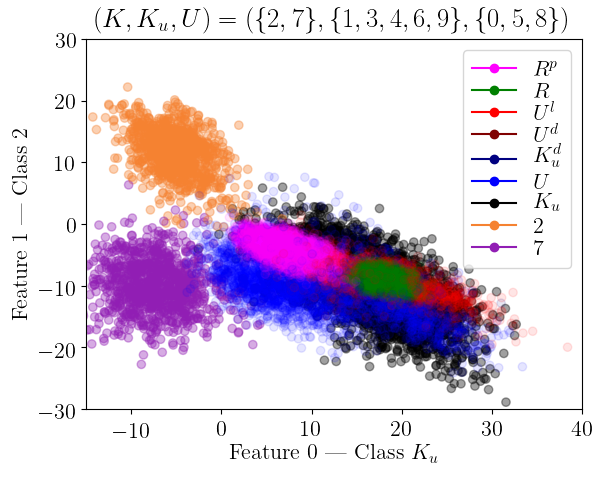 (K, K_u, U) = ({2, 7}, {1, 3, 4, 6, 9}, {0, 5, 8})
30
20
10
0
−10
−20
−30
Feature 1 — Class 2
R^p
R
U^l
U^d
K_u^d
U
K_u
2
7
−10
0
10
20
30
40
Feature 0 — Class K_u